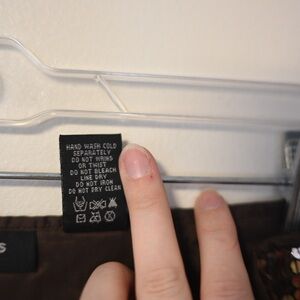 HAND WASH COLD
SEPARATELY
DO NOT WRING
OR TWIST
DO NOT BLEACH
LINE DRY
DO NOT IRON
DO NOT DRY CLEAN
S